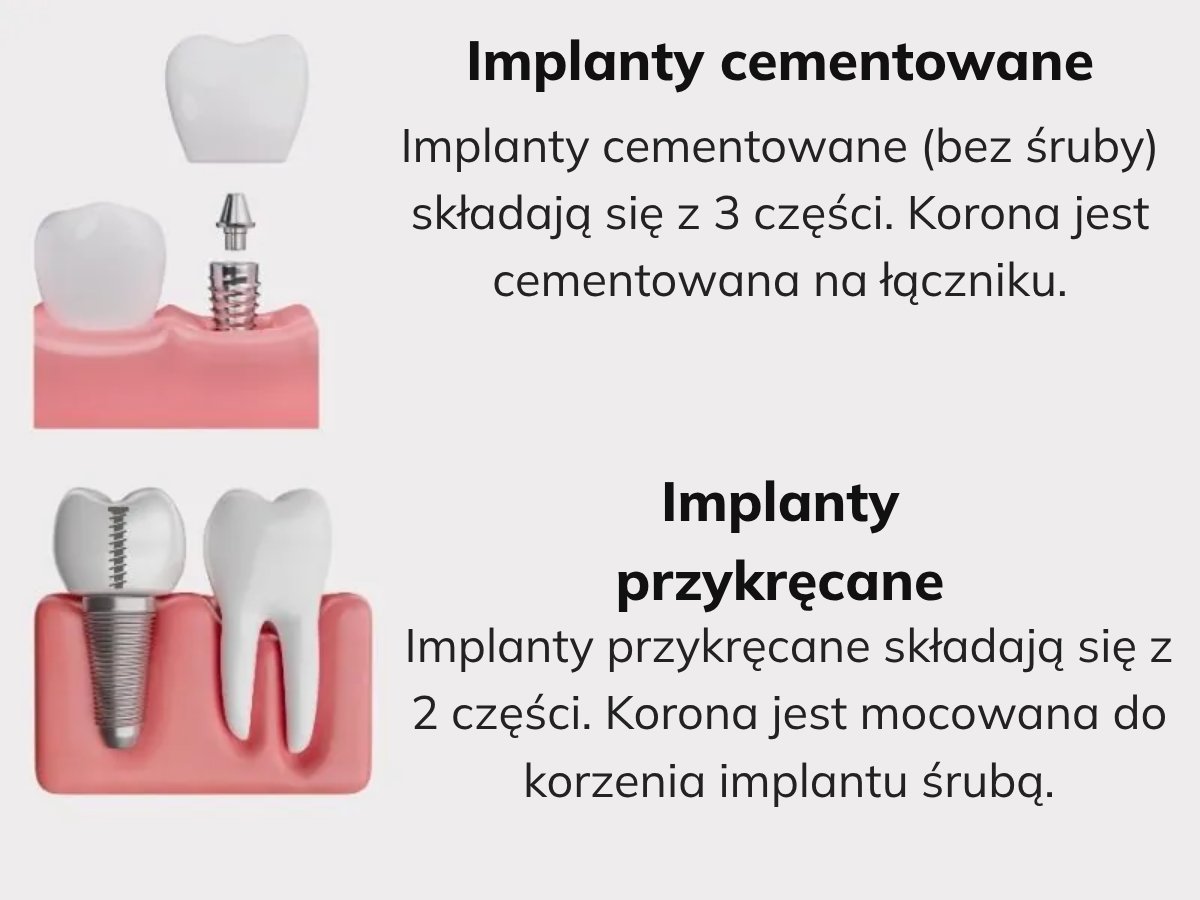 Implanty cementowane
Implanty cementowane (bez śruby)
składają się z 3 części. Korona jest
cementowana na łączniku.
Implanty
przykręcane
Implanty przykręcane składają się z
2 części. Korona jest mocowana do
korzenia implantu śrubą.